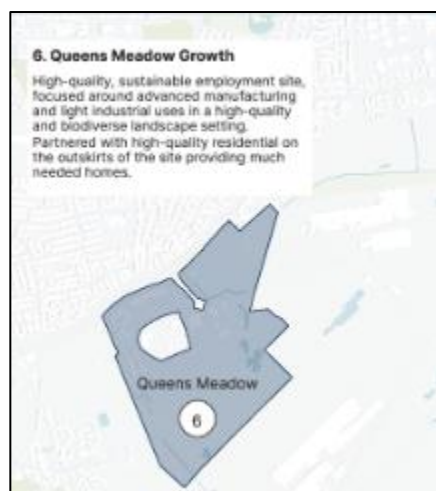 6. Queens Meadow Growth
High-quality, sustainable employment site,
focused around advanced manufacturing
and light industrial uses in a high-quality
and biodiverse landscape setting.
Partnered with high-quality residential on
the outskirts of the site providing much
needed homes.
Queens Meadow
6